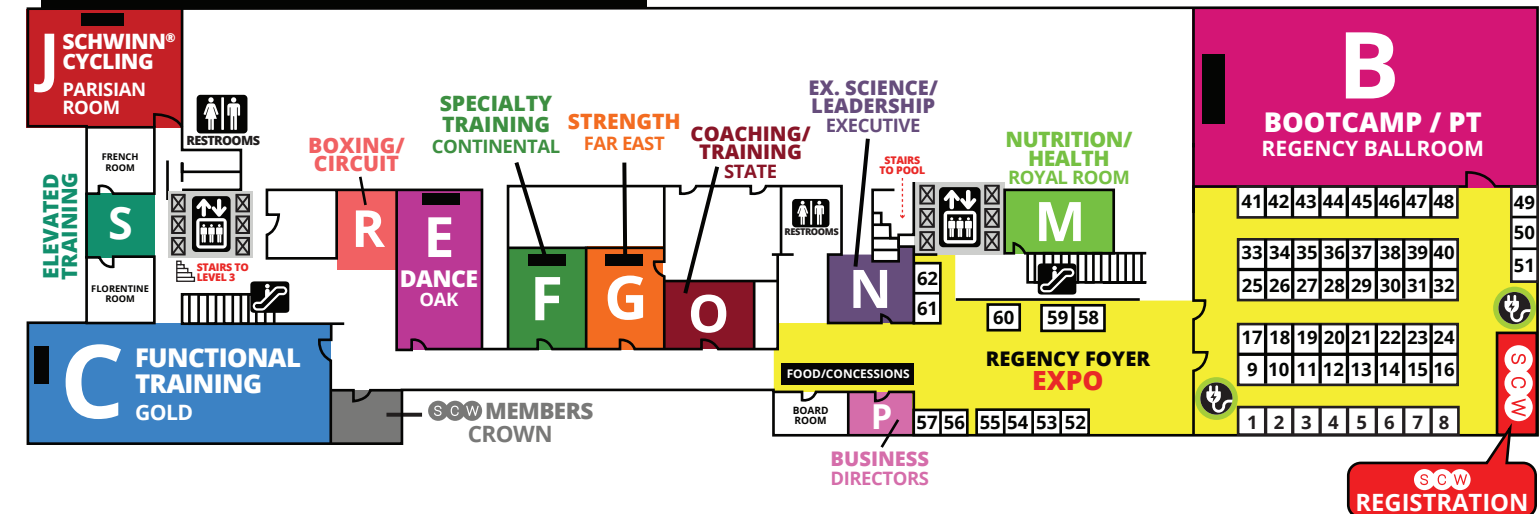 J
SCHWINN®
CYCLING
PARISIAN
ROOM
RESTROOMS
FRENCH
ROOM
ELEVATED
TRAINING
S
STAIRS TO
LEVEL 3
FLORENTINE
ROOM
C
FUNCTIONAL
TRAINING
GOLD
SCW MEMBERS
CROWN
BOXING/
CIRCUIT
R
E
DANCE
OAK
SPECIALTY
TRAINING
CONTINENTAL
F
STRENGTH
FAR EAST
G
COACHING/
TRAINING
STATE
O
RESTROOMS
EX. SCIENCE/
LEADERSHIP
EXECUTIVE
N
STAIRS
TO POOL
NUTRITION/
HEALTH
ROYAL ROOM
M
62
61
60
59 58
REGENCY FOYER
EXPO
FOOD/CONCESSIONS
BOARD
ROOM
P
BUSINESS
DIRECTORS
57 56
55 54 53 52
B
BOOTCAMP / PT
REGENCY BALLROOM
41 42 43 44 45 46 47 48
49
50
51
33 34 35 36 37 38 39 40
25 26 27 28 29 30 31 32
17 18 19 20 21 22 23 24
9 10 11 12 13 14 15 16
1 2 3 4 5 6 7 8
SCW
SCW
REGISTRATION